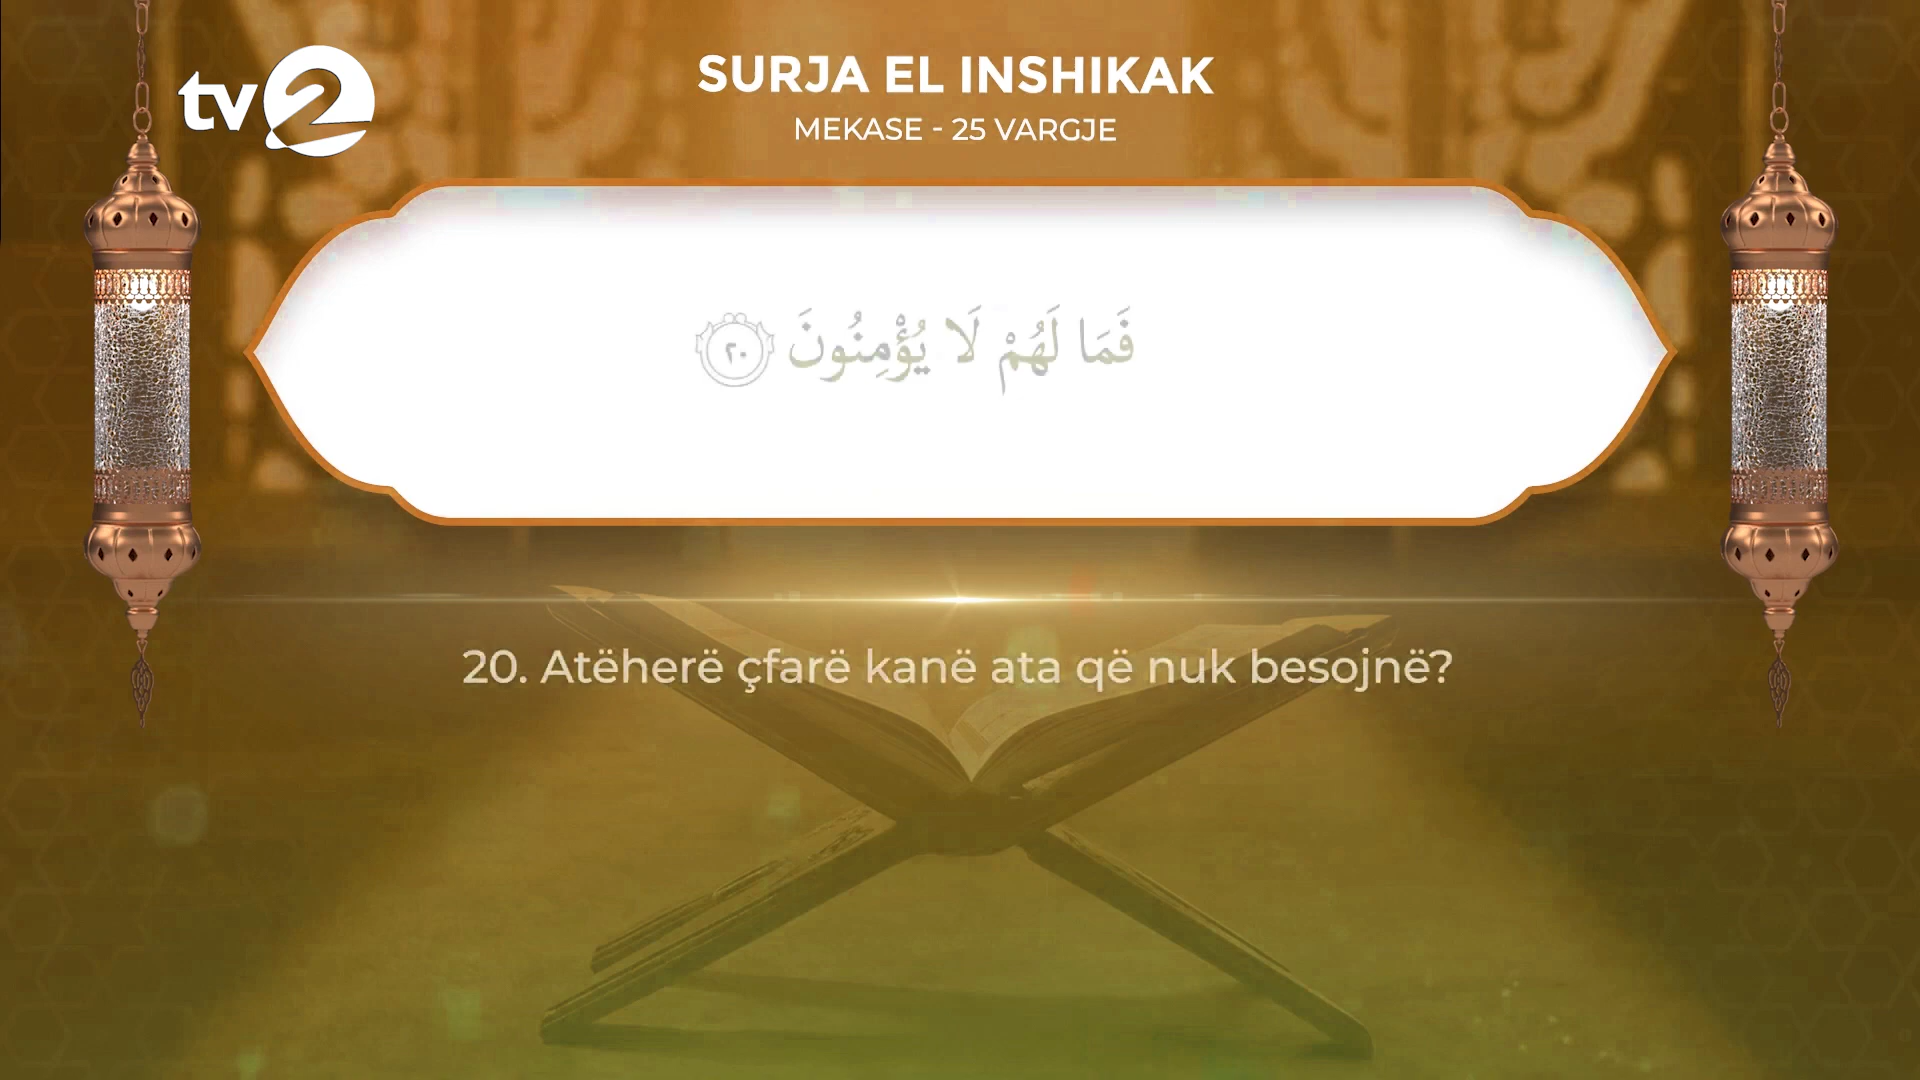 tv2
SURJA EL INSHIKAK
MEKASE - 25 VARGJE
فَمَا لَهُمْ لَا يُؤْمِنُونَ ٢٠
20. Atëherë çfarë kanë ata që nuk besojnë?